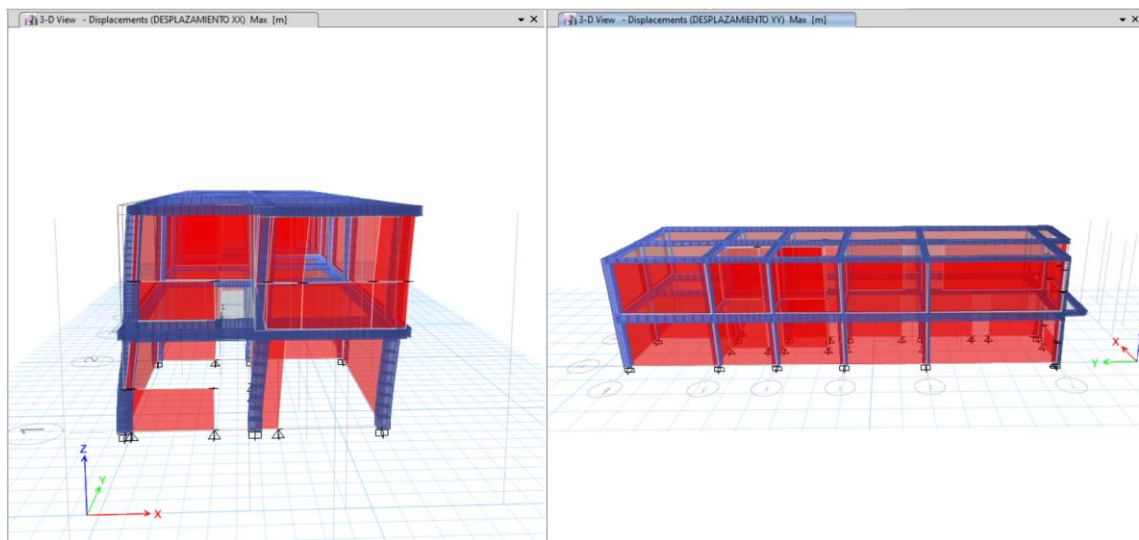 3-D View - Displacements (DESPLAZAMIENTO XX) Max [m]
3-D View - Displacements (DESPLAZAMIENTO YY) Max [m]
Z
Y
X
X
Y